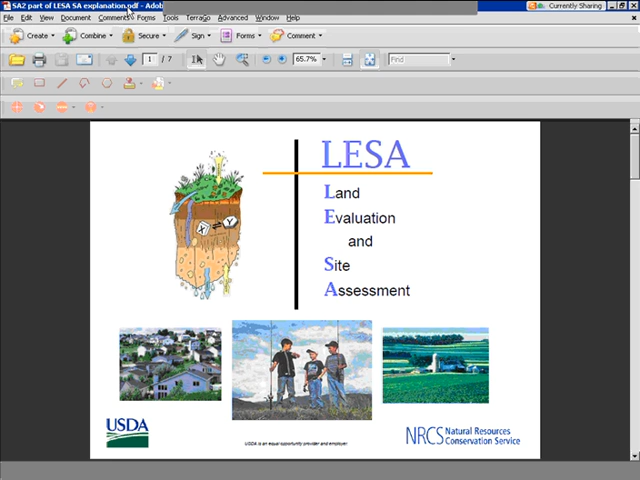 SA2 part of LESA SA explanation.pdf - Adob
Currently Sharing
File Edit View Document Comments Forms Tools TerraGo Advanced Window Help
Create Combine Secure Sign Forms Comment
1 / 7 65.7% Find
LESA
Land
Evaluation
and
Site
Assessment
X Y
USDA
NRCS Natural Resources
Conservation Service
USDA is an equal opportunity provider and employer.